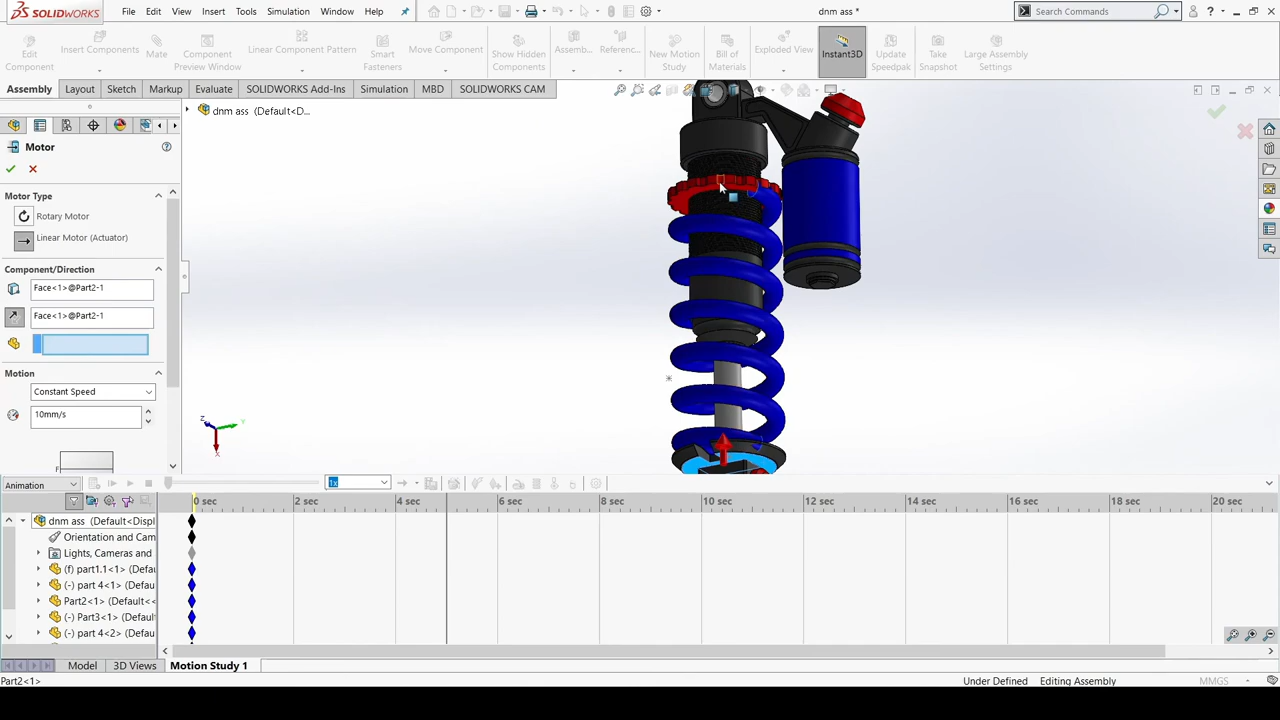 SOLIDWORKS File Edit View Insert Tools Simulation Window Help dnm ass * Search Commands
Edit Component
Insert Components
Mate
Component Preview Window
Linear Component Pattern
Smart Fasteners
Move Component
Show Hidden Components
Assemb...
Referenc...
New Motion Study
Bill of Materials
Exploded View
Instant3D
Update Speedpak
Take Snapshot
Large Assembly Settings
Assembly Layout Sketch Markup Evaluate SOLIDWORKS Add-Ins Simulation MBD SOLIDWORKS CAM
dnm ass (Default<D...
Motor
Motor Type
Rotary Motor
Linear Motor (Actuator)
Component/Direction
Face<1>@Part2-1
Face<1>@Part2-1
Motion
Constant Speed
10mm/s
Z Y
X
Animation 1x
0 sec 2 sec 4 sec 6 sec 8 sec 10 sec 12 sec 14 sec 16 sec 18 sec 20 sec
dnm ass (Default<Displ
Orientation and Cam
Lights, Cameras and
(f) part1.1<1> (Defau
(-) part 4<1> (Defau
Part2<1> (Default<<
(-) Part3<1> (Default
(-) part 4<2> (Defau
Model 3D Views Motion Study 1
Part2<1> Under Defined Editing Assembly MMGS